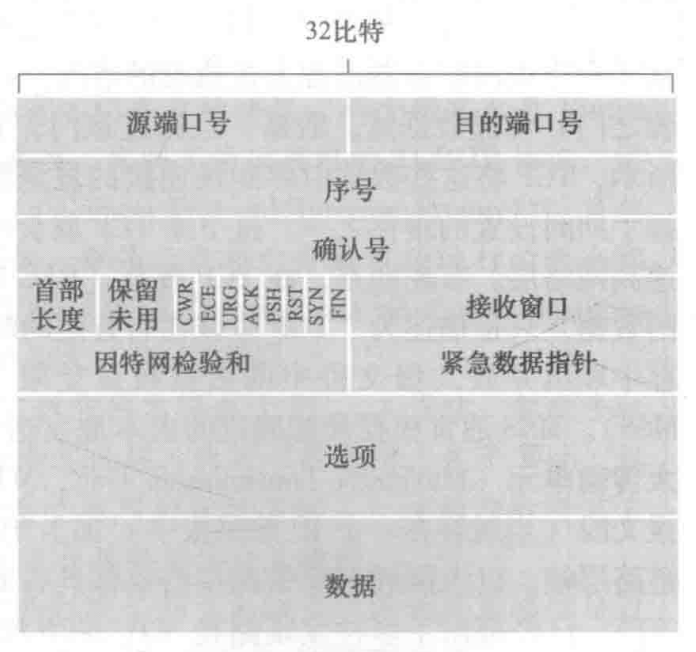 32比特
源端口号 目的端口号
序号
确认号
首部 保留 CWR ECE URG ACK PSH RST SYN FIN 接收窗口
长度 未用
因特网检验和 紧急数据指针
选项
数据